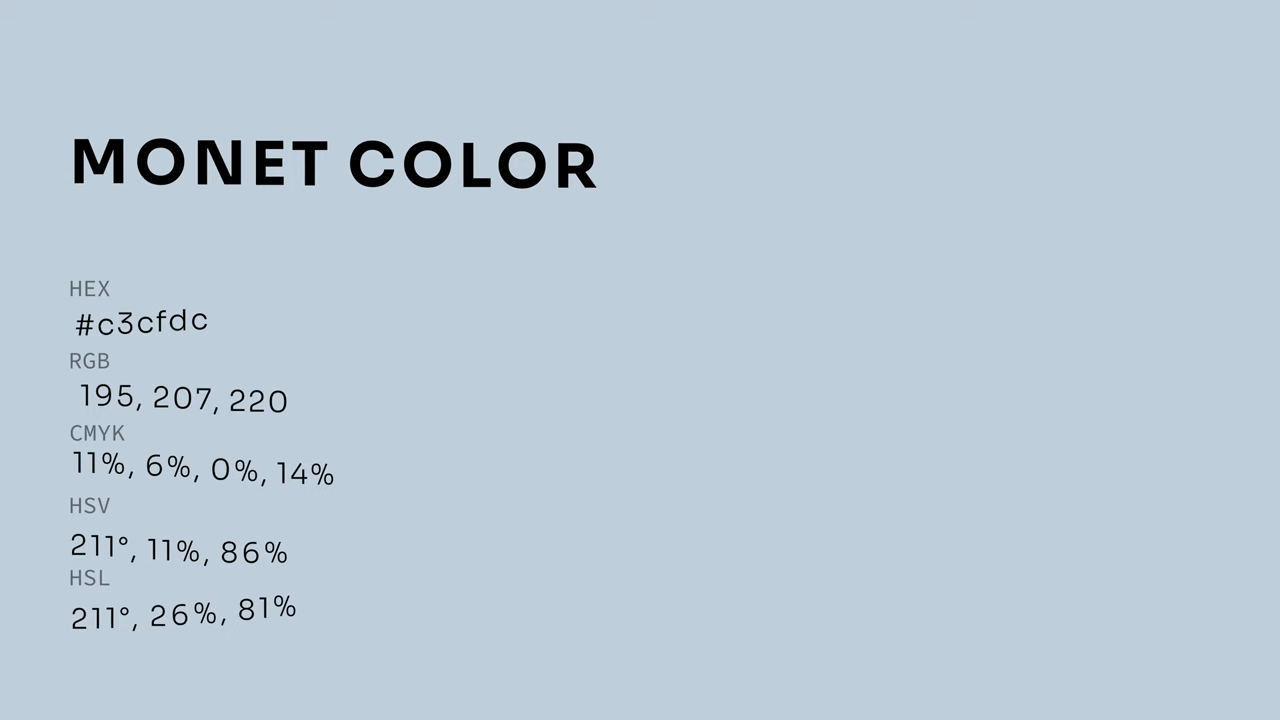 MONET COLOR
HEX
#c3cfdc
RGB
195, 207, 220
CMYK
11%, 6%, 0%, 14%
HSV
211°, 11%, 86%
HSL
211°, 26%, 81%